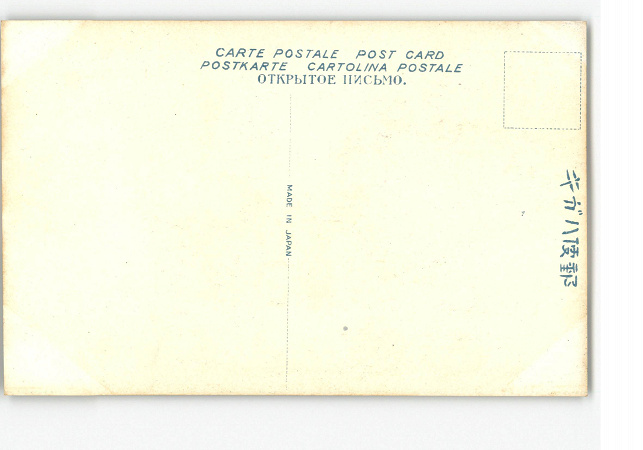 CARTE POSTALE POST CARD
POSTKARTE CARTOLINA POSTALE
ОТКРЫТОЕ ПИСЬМО.
MADE IN JAPAN
キガハ便郵